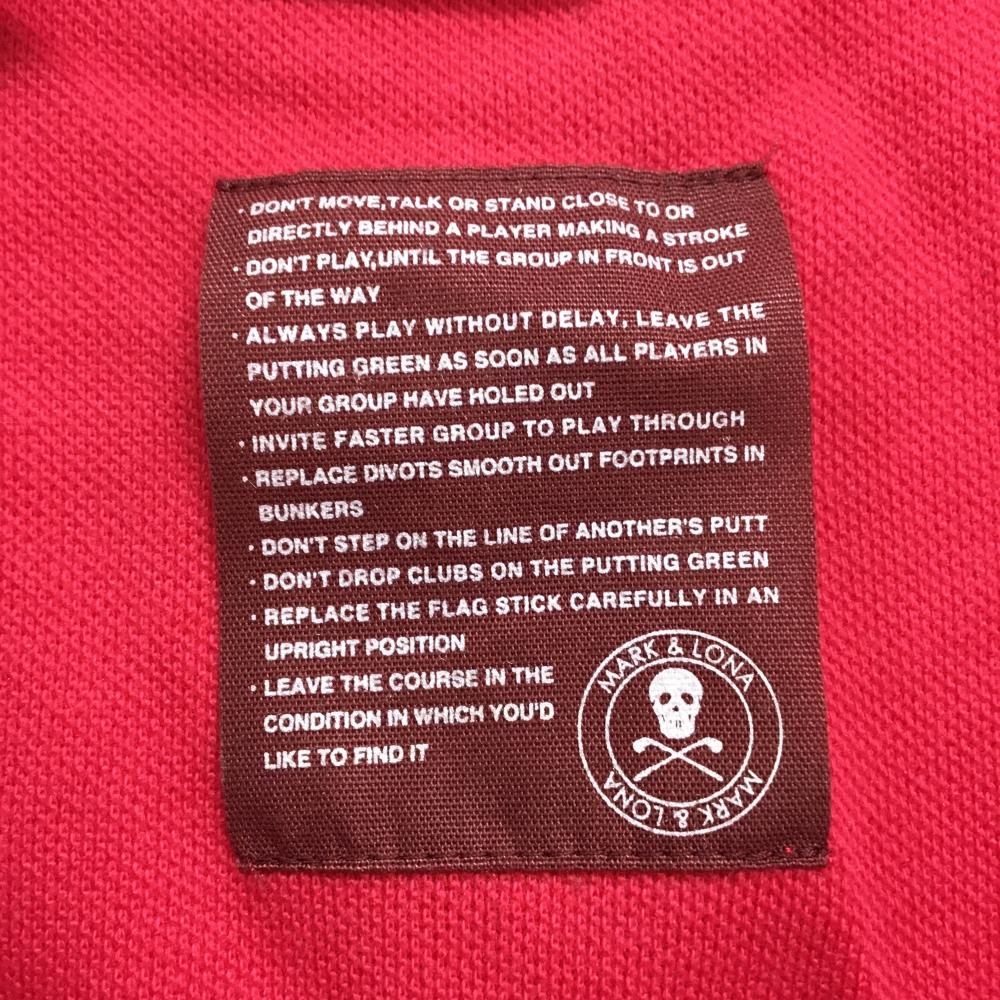 · DON'T MOVE,TALK OR STAND CLOSE TO OR
DIRECTLY BEHIND A PLAYER MAKING A STROKE
· DON'T PLAY,UNTIL THE GROUP IN FRONT IS OUT
OF THE WAY
· ALWAYS PLAY WITHOUT DELAY, LEAVE THE
PUTTING GREEN AS SOON AS ALL PLAYERS IN
YOUR GROUP HAVE HOLED OUT
· INVITE FASTER GROUP TO PLAY THROUGH
· REPLACE DIVOTS SMOOTH OUT FOOTPRINTS IN
BUNKERS
· DON'T STEP ON THE LINE OF ANOTHER'S PUTT
· DON'T DROP CLUBS ON THE PUTTING GREEN
· REPLACE THE FLAG STICK CAREFULLY IN AN
UPRIGHT POSITION
· LEAVE THE COURSE IN THE
CONDITION IN WHICH YOU'D
LIKE TO FIND IT
MARK & LONA
MARK & LONA